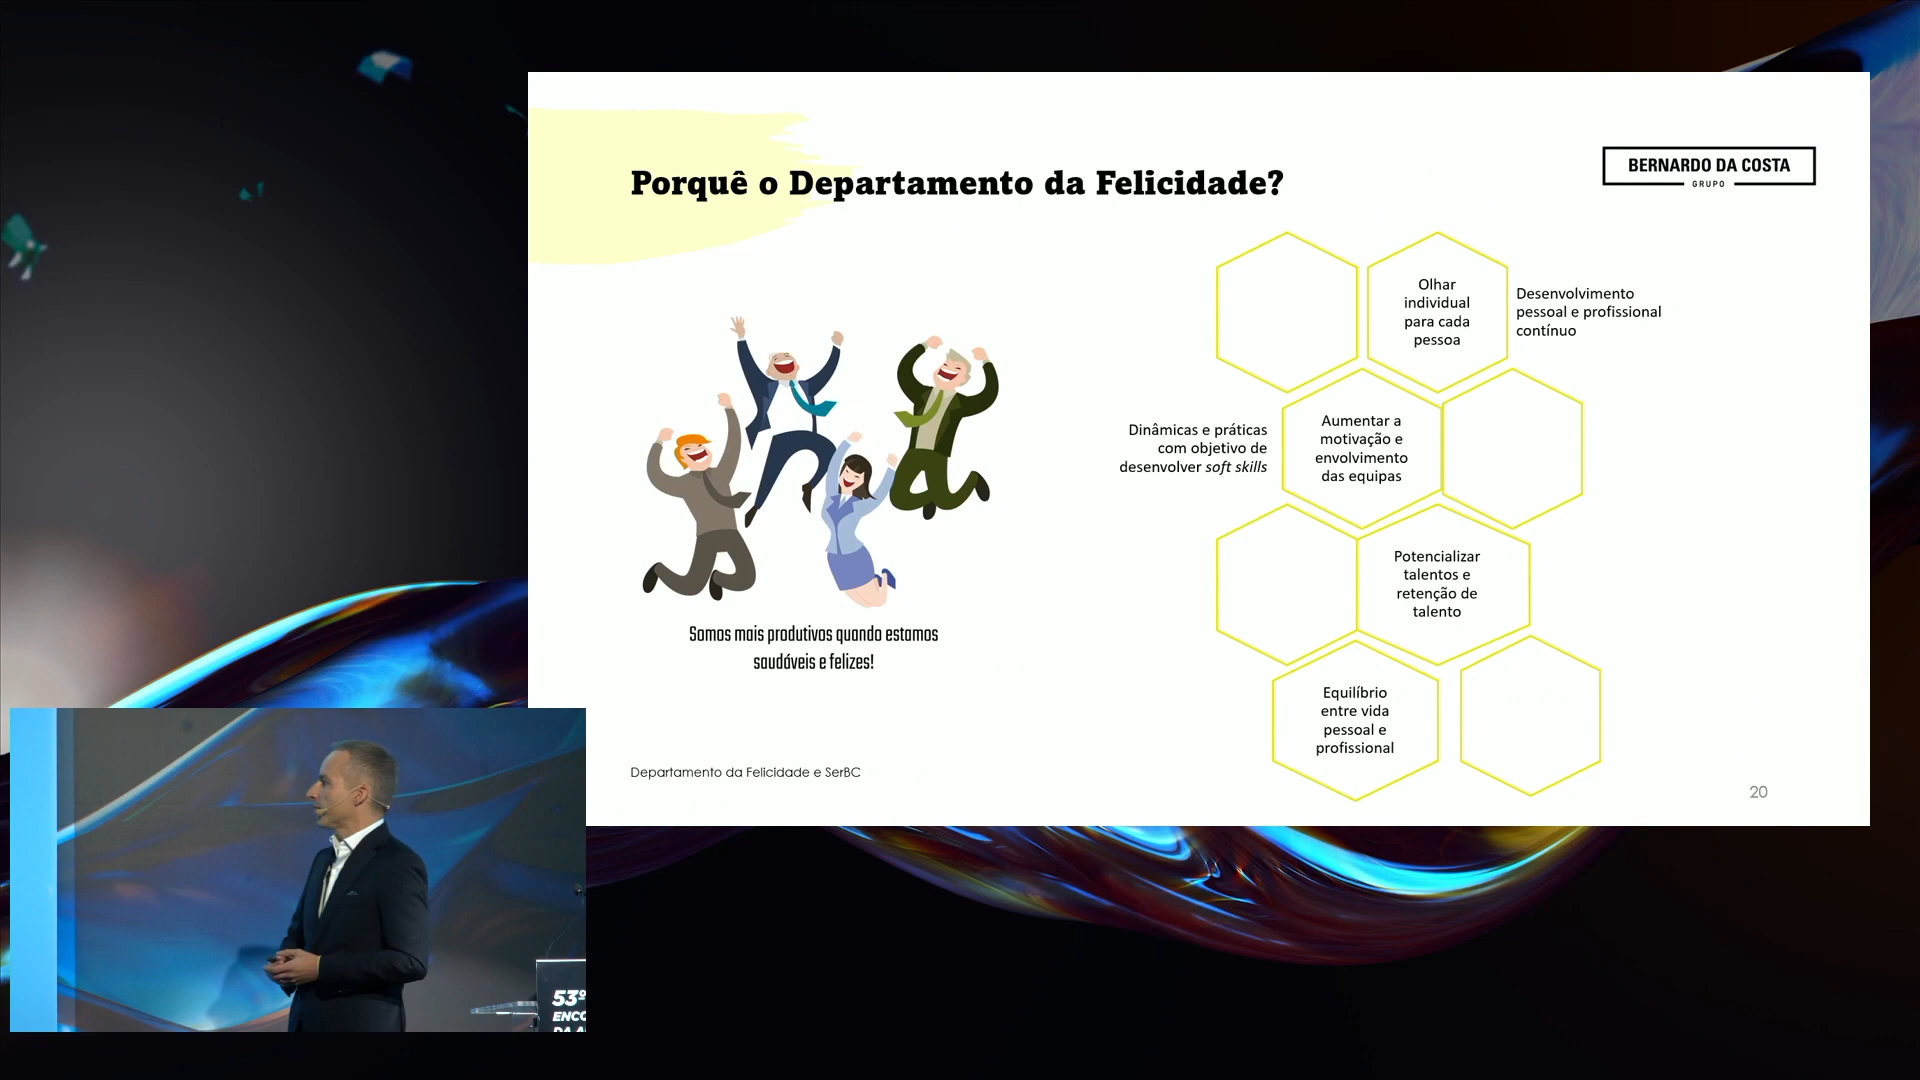 Porquê o Departamento da Felicidade?
BERNARDO DA COSTA
GRUPO
Olhar
individual
para cada
pessoa
Desenvolvimento
pessoal e profissional
contínuo
Dinâmicas e práticas
com objetivo de
desenvolver soft skills
Aumentar a
motivação e
envolvimento
das equipas
Potencializar
talentos e
retenção de
talento
Equilíbrio
entre vida
pessoal e
profissional
Somos mais produtivos quando estamos
saudáveis e felizes!
Departamento da Felicidade e SerBC
20
53º
ENCO
DA A